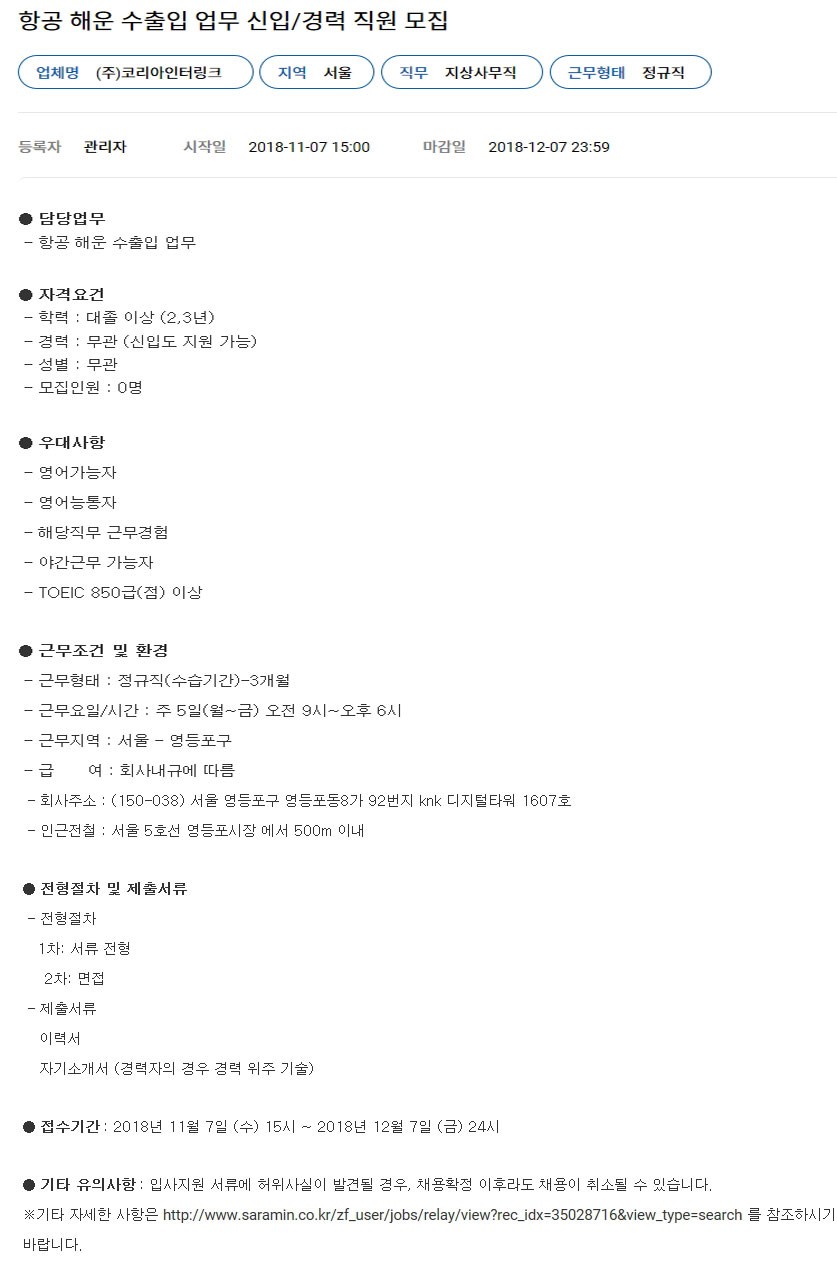 항공 해운 수출입 업무 신입/경력 직원 모집
업체명 (주)코리아인터링크 지역 서울 직무 지상사무직 근무형태 정규직
등록자 관리자 시작일 2018-11-07 15:00 마감일 2018-12-07 23:59
● 담당업무
- 항공 해운 수출입 업무
● 자격요건
- 학력 : 대졸 이상 (2,3년)
- 경력 : 무관 (신입도 지원 가능)
- 성별 : 무관
- 모집인원 : 0명
● 우대사항
- 영어가능자
- 영어능통자
- 해당직무 근무경험
- 야간근무 가능자
- TOEIC 850급(점) 이상
● 근무조건 및 환경
- 근무형태 : 정규직(수습기간)-3개월
- 근무요일/시간 : 주 5일(월~금) 오전 9시~오후 6시
- 근무지역 : 서울 - 영등포구
- 급 여 : 회사내규에 따름
- 회사주소 : (150-038) 서울 영등포구 영등포동8가 92번지 knk 디지털타워 1607호
- 인근전철 : 서울 5호선 영등포시장 에서 500m 이내
● 전형절차 및 제출서류
- 전형절차
1차: 서류 전형
2차: 면접
- 제출서류
이력서
자기소개서 (경력자의 경우 경력 위주 기술)
● 접수기간 : 2018년 11월 7일 (수) 15시 ~ 2018년 12월 7일 (금) 24시
● 기타 유의사항 : 입사지원 서류에 허위사실이 발견될 경우, 채용확정 이후라도 채용이 취소될 수 있습니다.
※기타 자세한 사항은 http://www.saramin.co.kr/zf_user/jobs/relay/view?rec_idx=35028716&view_type=search 를 참조하시기
바랍니다.